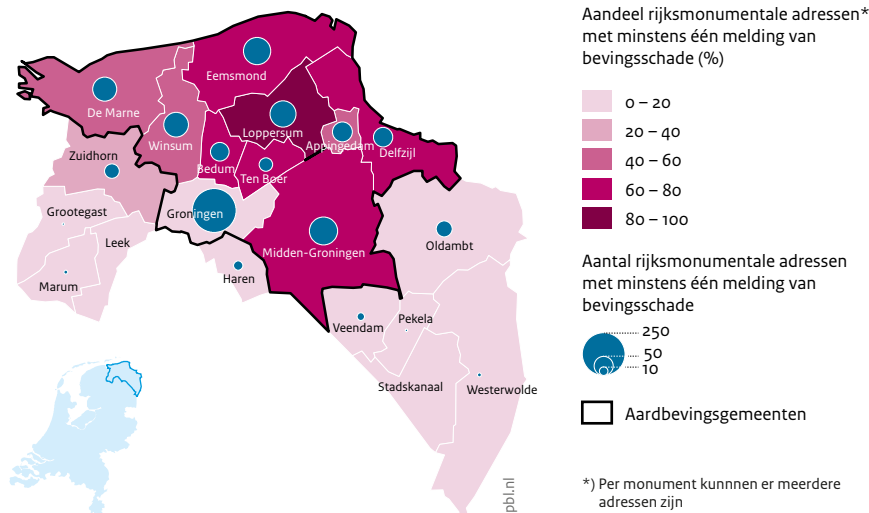 Aandeel rijksmonumentale adressen*
met minstens één melding van
bevingsschade (%)
0 – 20
20 – 40
40 – 60
60 – 80
80 – 100
Aantal rijksmonumentale adressen
met minstens één melding van
bevingsschade
250
50
10
Aardbevingsgemeenten
*) Per monument kunnnen er meerdere
adressen zijn
Eemsmond
De Marne
Winsum
Loppersum
Appingedam
Delfzijl
Bedum
Ten Boer
Zuidhorn
Grootegast
Groningen
Leek
Marum
Haren
Midden-Groningen
Oldambt
Veendam
Pekela
Stadskanaal
Westerwolde
pbl.nl